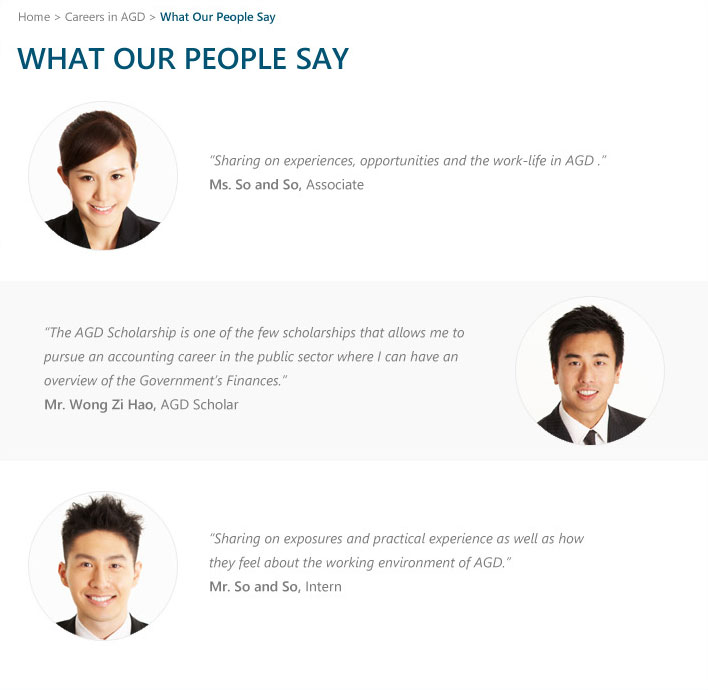 Home > Careers in AGD > What Our People Say
WHAT OUR PEOPLE SAY
“Sharing on experiences, opportunities and the work-life in AGD .”
Ms. So and So, Associate
“The AGD Scholarship is one of the few scholarships that allows me to
pursue an accounting career in the public sector where I can have an
overview of the Government’s Finances.”
Mr. Wong Zi Hao, AGD Scholar
“Sharing on exposures and practical experience as well as how
they feel about the working environment of AGD.”
Mr. So and So, Intern